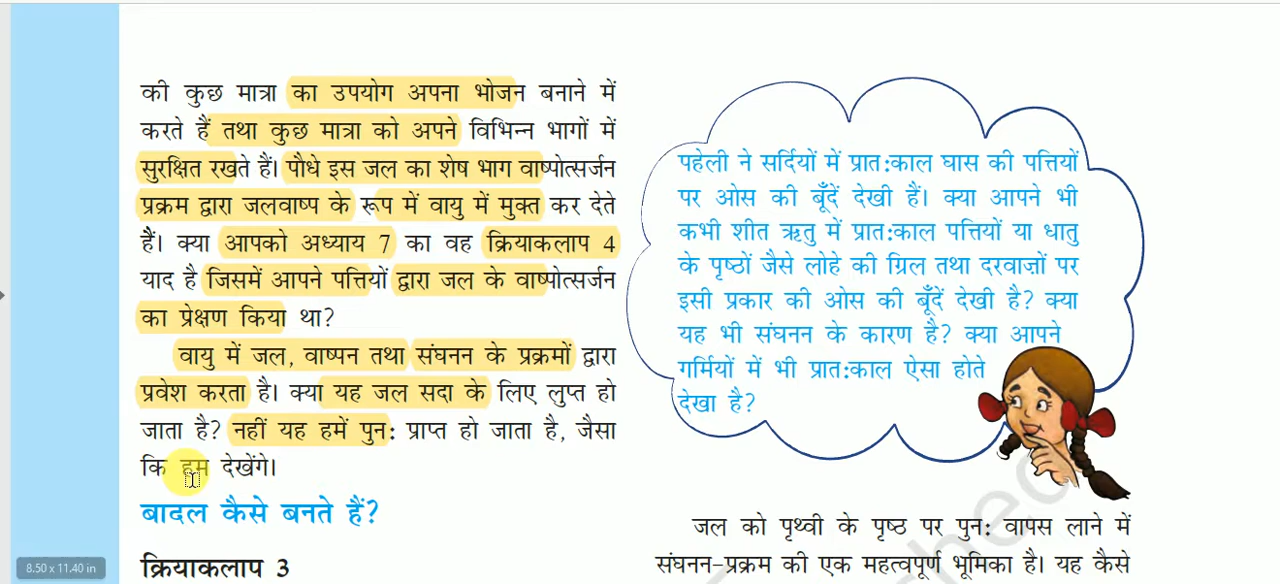 की कुछ मात्रा का उपयोग अपना भोजन बनाने में
करते हैं तथा कुछ मात्रा को अपने विभिन्न भागों में
सुरक्षित रखते हैं। पौधे इस जल का शेष भाग वाष्पोत्सर्जन
प्रक्रम द्वारा जलवाष्प के रूप में वायु में मुक्त कर देते
हैं। क्या आपको अध्याय 7 का वह क्रियाकलाप 4
याद है जिसमें आपने पत्तियों द्वारा जल के वाष्पोत्सर्जन
का प्रेक्षण किया था?
वायु में जल, वाष्पन तथा संघनन के प्रक्रमों द्वारा
प्रवेश करता है। क्या यह जल सदा के लिए लुप्त हो
जाता है? नहीं यह हमें पुन: प्राप्त हो जाता है, जैसा
कि हम देखेंगे।
बादल कैसे बनते हैं?
क्रियाकलाप 3
पहेली ने सर्दियों में प्रात:काल घास की पत्तियों
पर ओस की बूँदें देखी हैं। क्या आपने भी
कभी शीत ऋतु में प्रात:काल पत्तियों या धातु
के पृष्ठों जैसे लोहे की ग्रिल तथा दरवाज़ों पर
इसी प्रकार की ओस की बूँदें देखी है? क्या
यह भी संघनन के कारण है? क्या आपने
गर्मियों में भी प्रात:काल ऐसा होते
देखा है?
जल को पृथ्वी के पृष्ठ पर पुन: वापस लाने में
संघनन-प्रक्रम की एक महत्वपूर्ण भूमिका है। यह कैसे
8.50 x 11.40 in